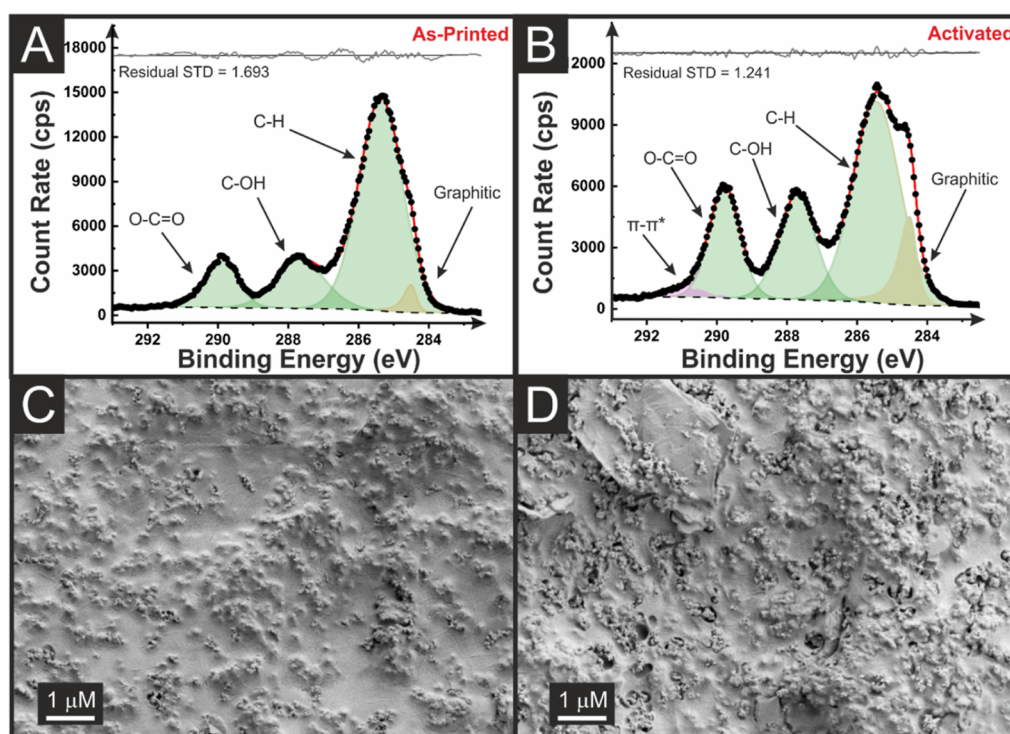 A
As-Printed
Residual STD = 1.693
18000
15000
12000
9000
6000
3000
0
Count Rate (cps)
O-C=O
C-OH
C-H
Graphitic
292
290
288
286
284
Binding Energy (eV)
B
Activated
Residual STD = 1.241
2000
9000
6000
3000
0
Count Rate (cps)
π-π*
O-C=O
C-OH
C-H
Graphitic
292
290
288
286
284
Binding Energy (eV)
C
1 μM
D
1 μM